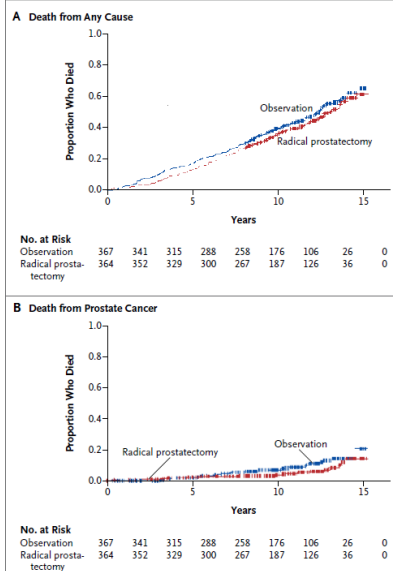 A Death from Any Cause
1.0
0.8
0.6
0.4
0.2
0.0
Proportion Who Died
Observation
Radical prostatectomy
0 5 10 15
Years
No. at Risk
Observation 367 341 315 288 258 176 106 26 0
Radical prosta- 364 352 329 300 267 187 126 36 0
tectomy
B Death from Prostate Cancer
1.0
0.8
0.6
0.4
0.2
0.0
Proportion Who Died
Radical prostatectomy
Observation
0 5 10 15
Years
No. at Risk
Observation 367 341 315 288 258 176 106 26 0
Radical prosta- 364 352 329 300 267 187 126 36 0
tectomy